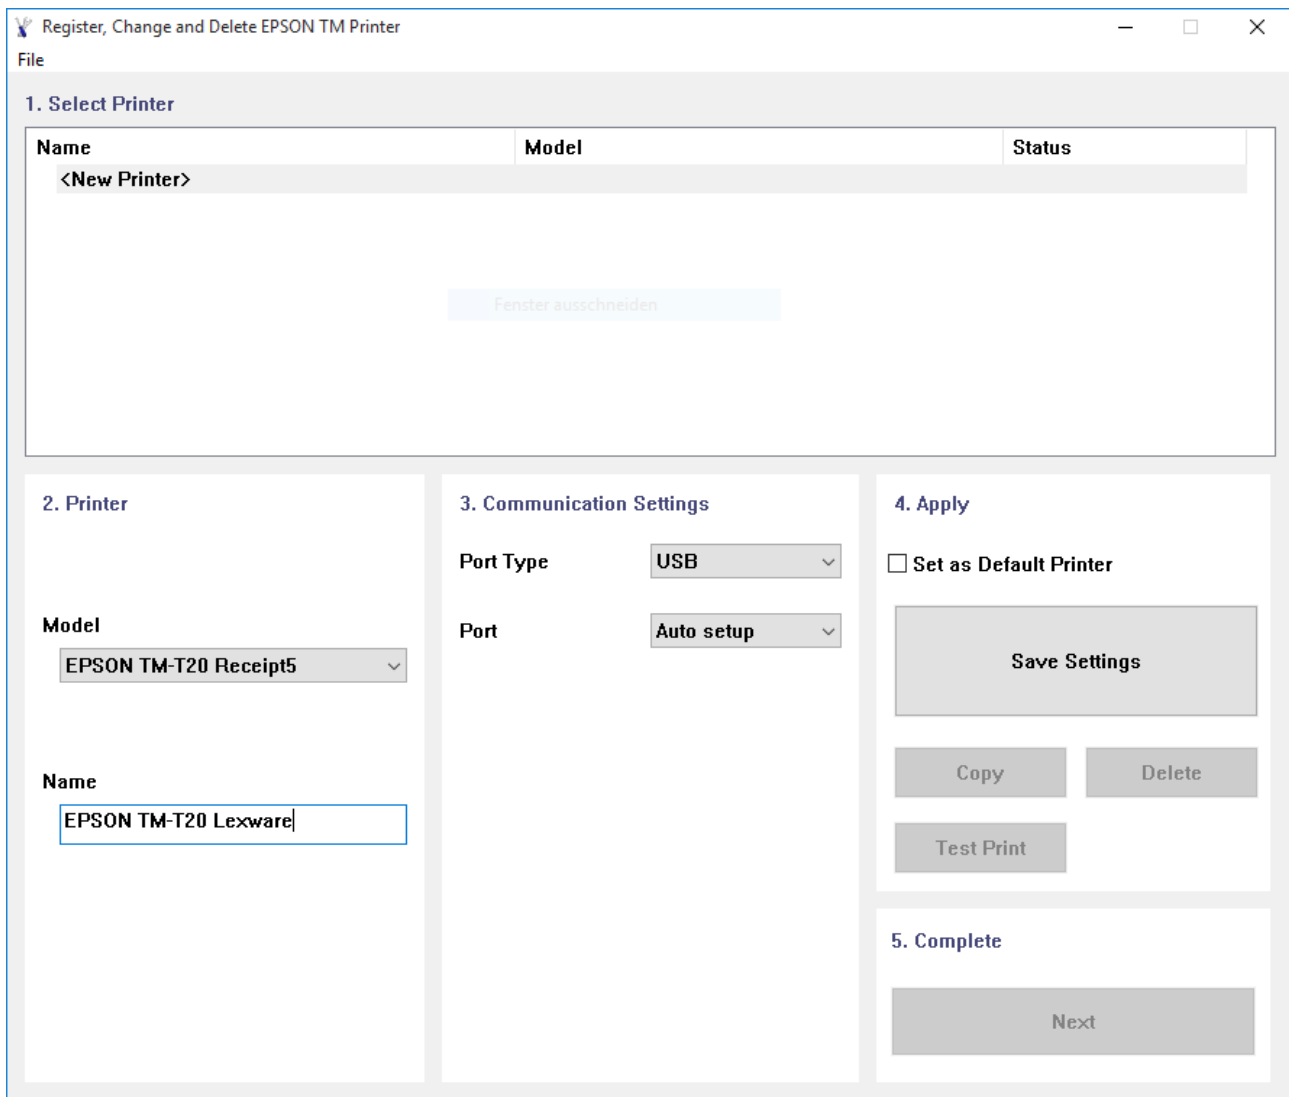 Register, Change and Delete EPSON TM Printer
File
1. Select Printer
Name Model Status
<New Printer>
Fenster ausschneiden
2. Printer
Model
EPSON TM-T20 Receipt5
Name
EPSON TM-T20 Lexware
3. Communication Settings
Port Type USB
Port Auto setup
4. Apply
Set as Default Printer
Save Settings
Copy Delete
Test Print
5. Complete
Next